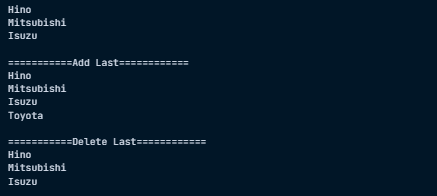 Hino
Mitsubishi
Isuzu
===========Add Last============
Hino
Mitsubishi
Isuzu
Toyota
===========Delete Last============
Hino
Mitsubishi
Isuzu